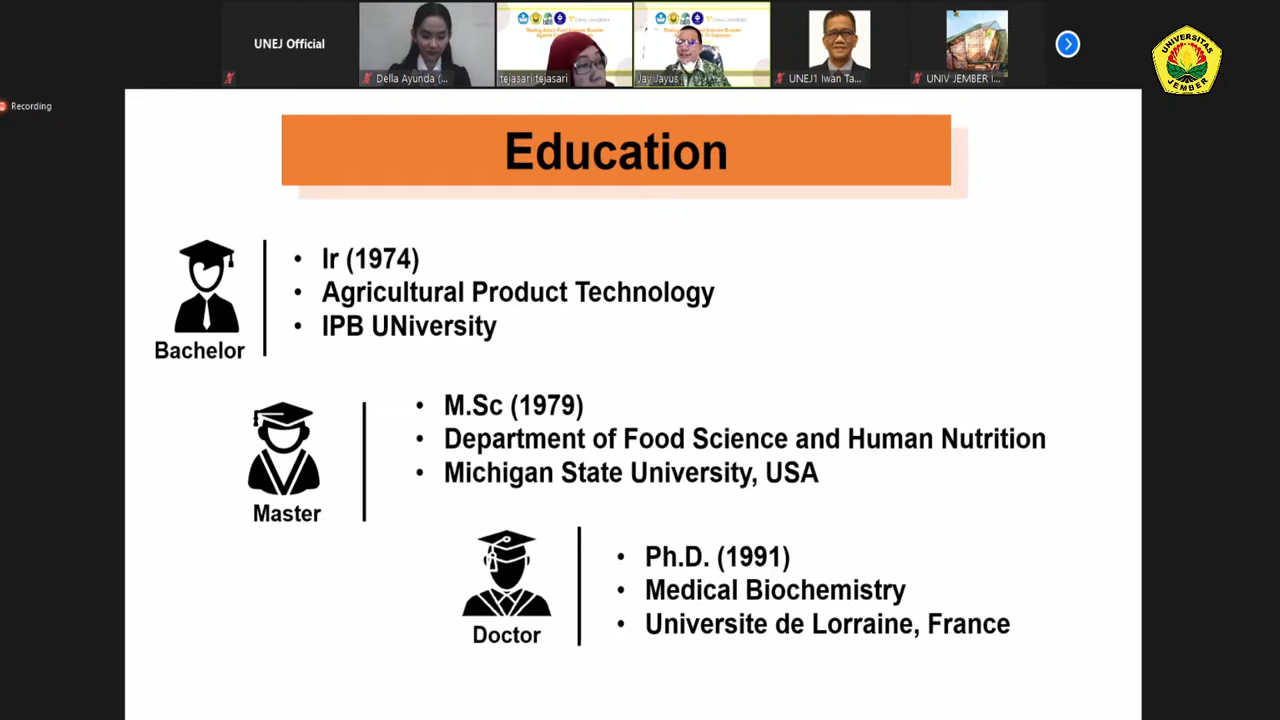 UNEJ Official
Della Ayunda (...
tejasari tejasari
Jay Jayus
UNEJ1 Iwan Ta...
UNIV JEMBER I...
UNIVERSITAS
JEMBER
Recording
Education
Ir (1974)
Agricultural Product Technology
IPB UNiversity
Bachelor
M.Sc (1979)
Department of Food Science and Human Nutrition
Michigan State University, USA
Master
Ph.D. (1991)
Medical Biochemistry
Universite de Lorraine, France
Doctor